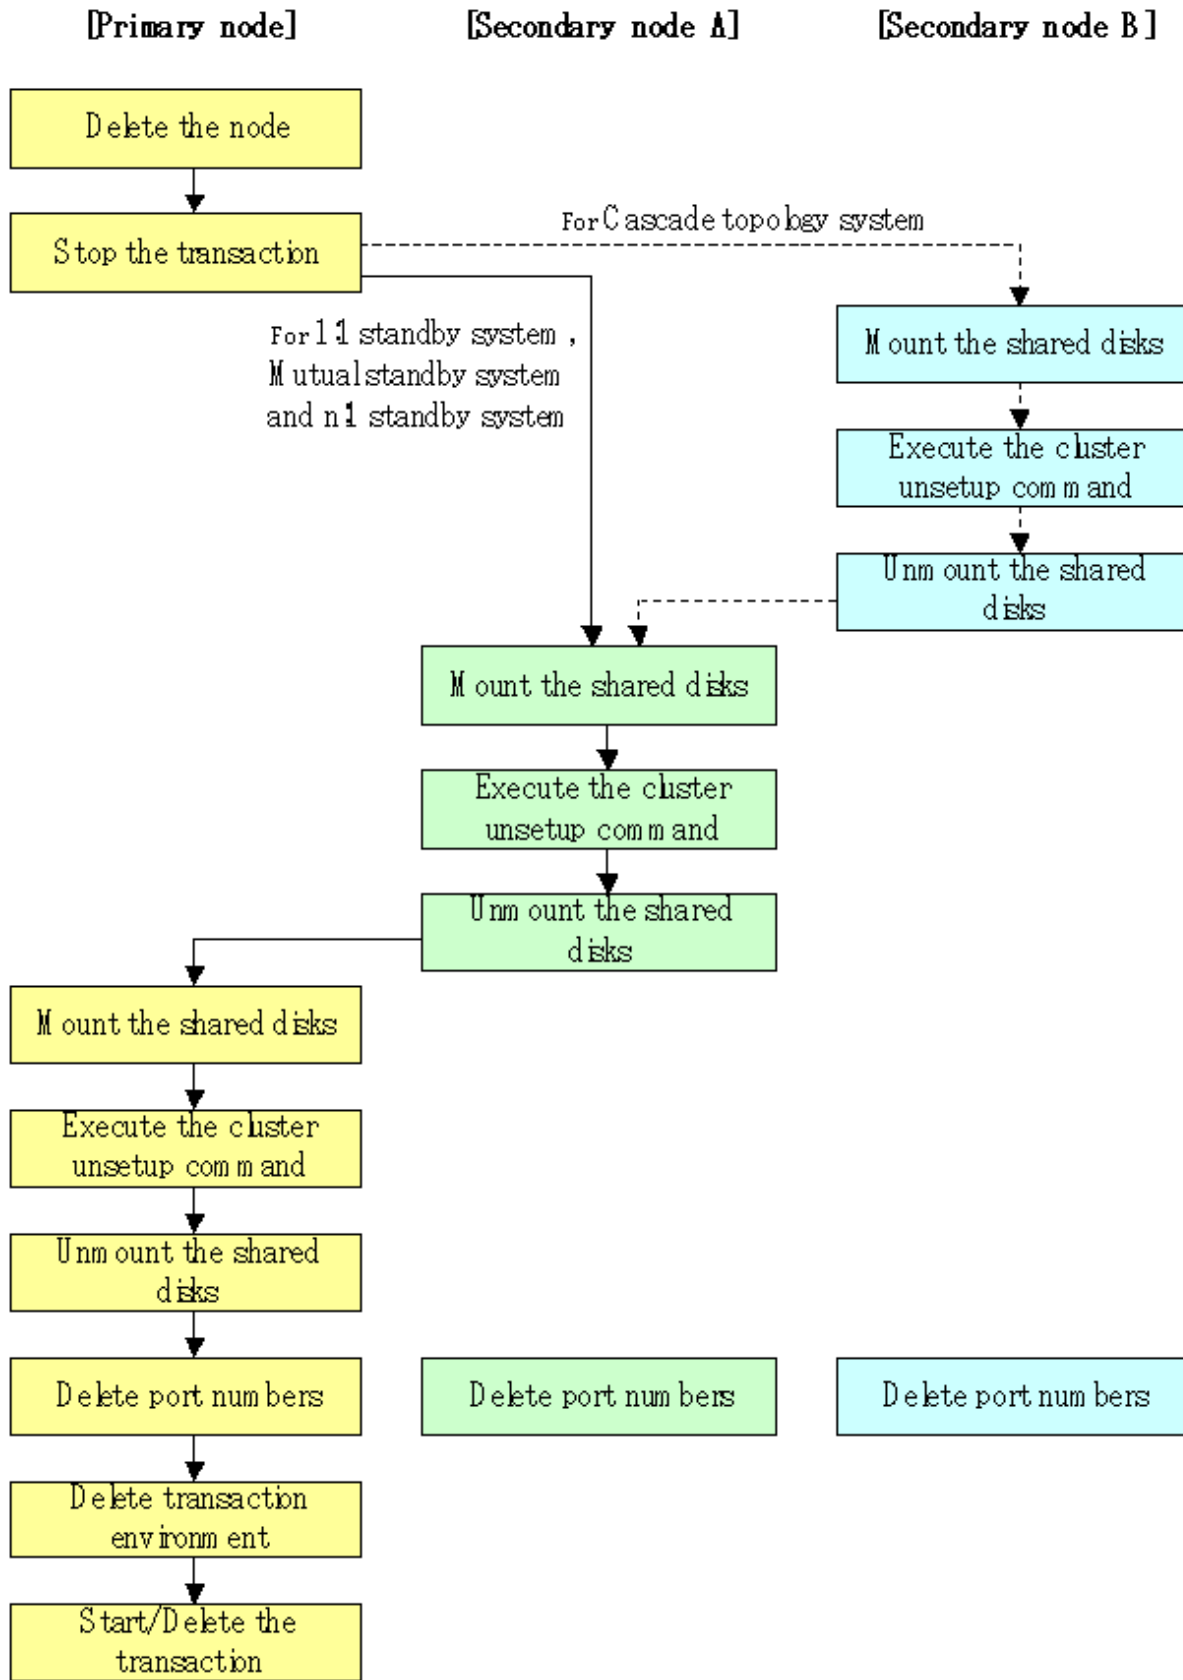 [Primary node] [Secondary node A] [Secondary node B]
Delete the node
For Cascade topology system
Stop the transaction
For 1:1 standby system,
Mutual standby system
and n:1 standby system
Mount the shared disks
Execute the cluster
unsetup command
Unmount the shared
disks
Mount the shared disks
Execute the cluster
unsetup command
Unmount the shared
disks
Mount the shared disks
Execute the cluster
unsetup command
Unmount the shared
disks
Delete port numbers
Delete port numbers
Delete port numbers
Delete transaction
environment
Start/Delete the
transaction